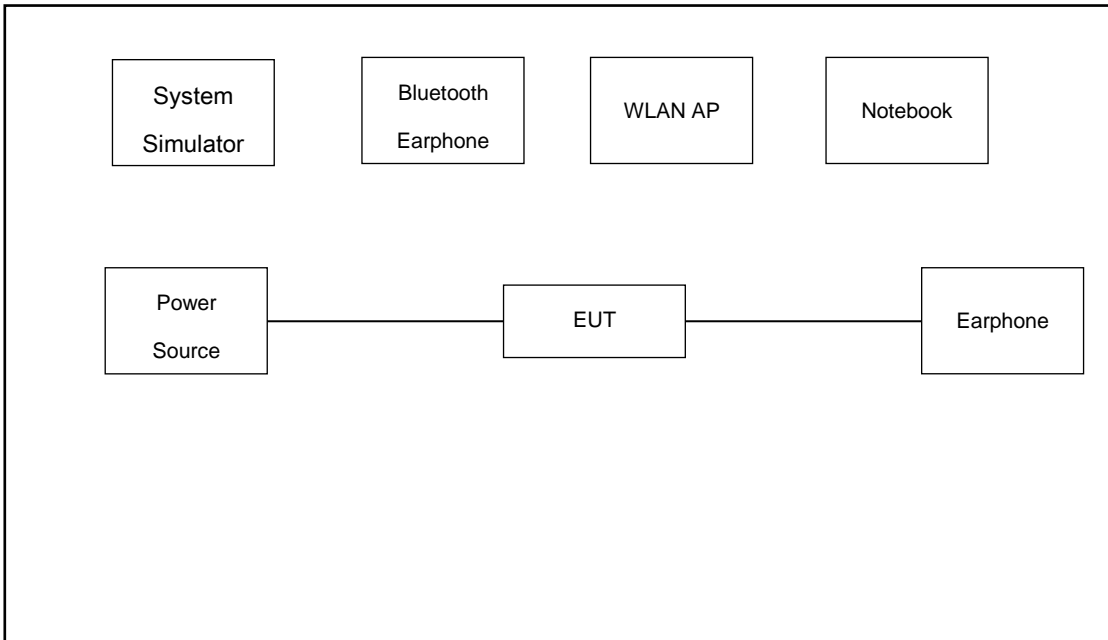 System
Simulator
Bluetooth
Earphone
WLAN AP
Notebook
Power
Source
EUT
Earphone